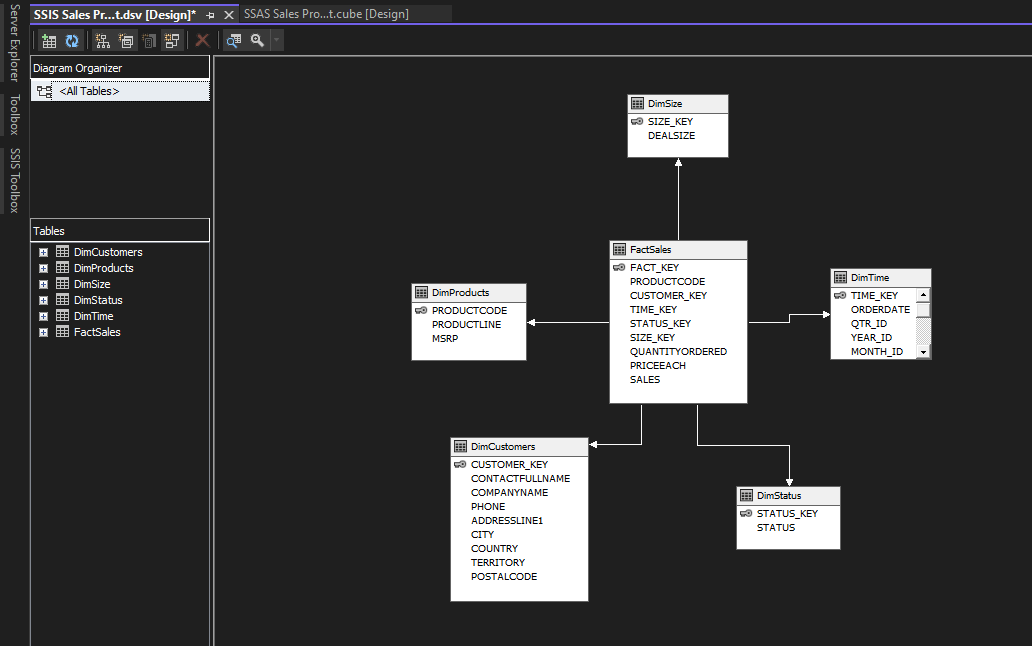 SSIS Sales Pr...t.dsv [Design]*
SSAS Sales Pro...t.cube [Design]
Server Explorer
Toolbox
SSIS Toolbox
Diagram Organizer
<All Tables>
Tables
DimCustomers
DimProducts
DimSize
DimStatus
DimTime
FactSales
DimSize
SIZE_KEY
DEALSIZE
FactSales
FACT_KEY
PRODUCTCODE
CUSTOMER_KEY
TIME_KEY
STATUS_KEY
SIZE_KEY
QUANTITYORDERED
PRICEEACH
SALES
DimProducts
PRODUCTCODE
PRODUCTLINE
MSRP
DimTime
TIME_KEY
ORDERDATE
QTR_ID
YEAR_ID
MONTH_ID
DimCustomers
CUSTOMER_KEY
CONTACTFULLNAME
COMPANYNAME
PHONE
ADDRESSLINE1
CITY
COUNTRY
TERRITORY
POSTALCODE
DimStatus
STATUS_KEY
STATUS